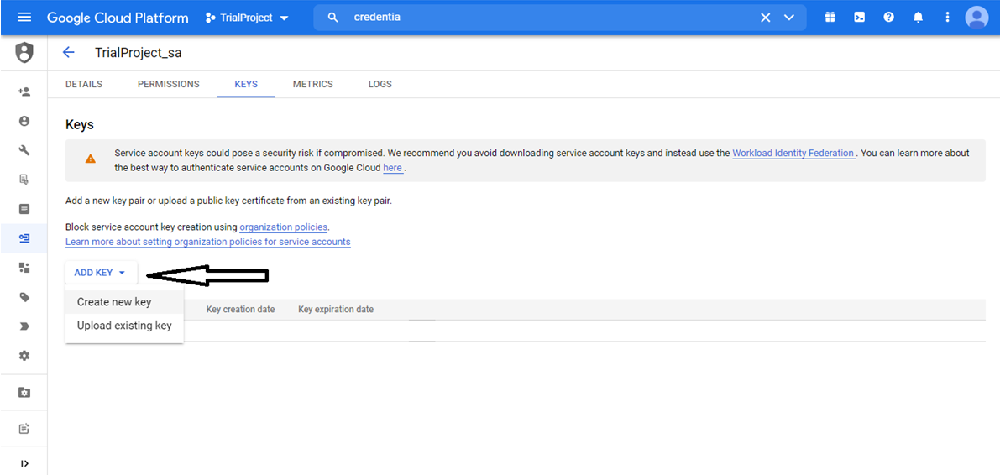 Google Cloud Platform TrialProject credentia
TrialProject_sa
DETAILS PERMISSIONS KEYS METRICS LOGS
Keys
Service account keys could pose a security risk if compromised. We recommend you avoid downloading service account keys and instead use the Workload Identity Federation . You can learn more about
the best way to authenticate service accounts on Google Cloud here .
Add a new key pair or upload a public key certificate from an existing key pair.
Block service account key creation using organization policies.
Learn more about setting organization policies for service accounts
ADD KEY
Create new key
Key creation date Key expiration date
Upload existing key